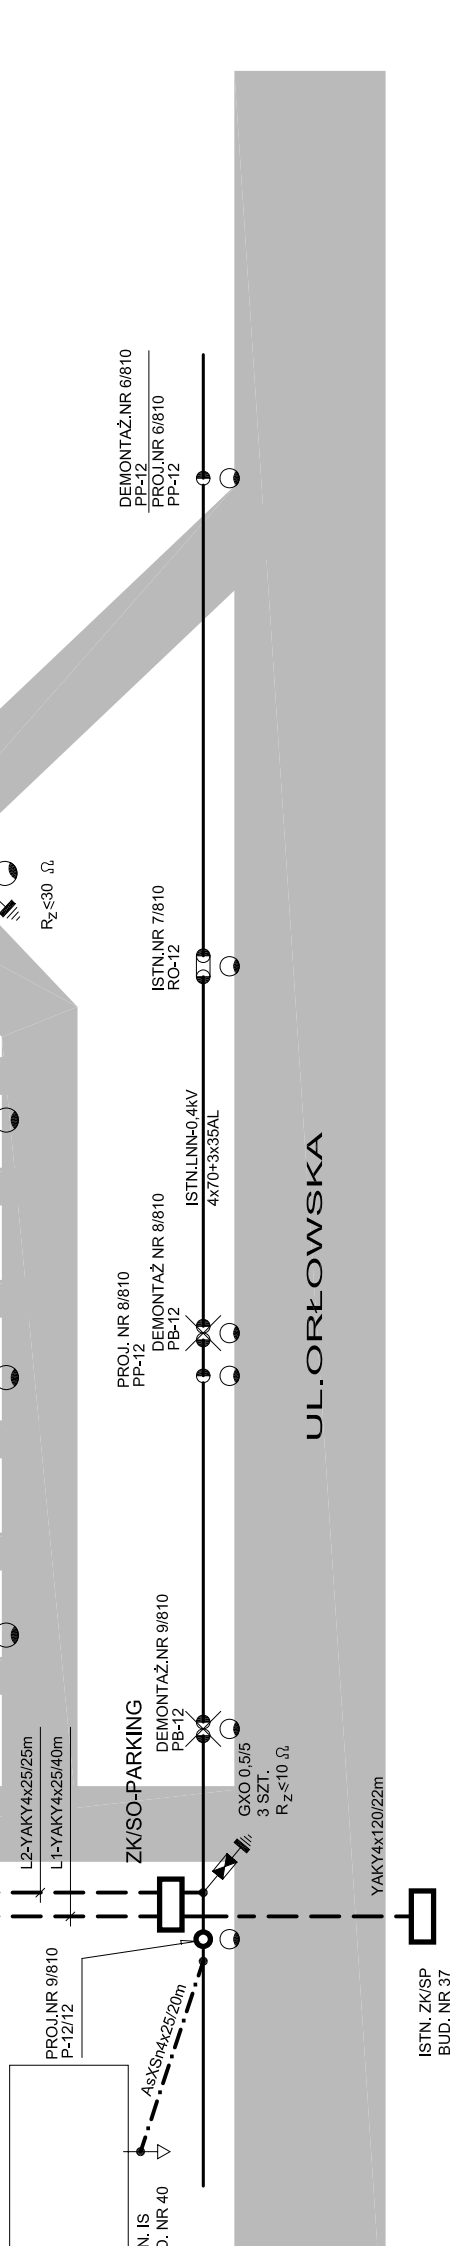 DEMONTAŻ.NR 6/810
PP-12
PROJ.NR 6/810
PP-12
Rz≤30 Ω
ISTN.NR 7/810
RO-12
ISTN.LNN-0,4kV
4x70+3x35AL
UL.ORŁOWSKA
PROJ. NR 8/810
PP-12
DEMONTAŻ NR 8/810
PB-12
DEMONTAŻ.NR 9/810
PB-12
ZK/SO-PARKING
L2-YAKY4x25/25m
L1-YAKY4x25/40m
GXO 0,5/5
3 SZT.
Rz≤10 Ω
YAKY4x120/22m
PROJ.NR 9/810
P-12/12
AsXSn4x25/20m
ISTN. ZK/SP
BUD. NR 37
N. IS
D. NR 40